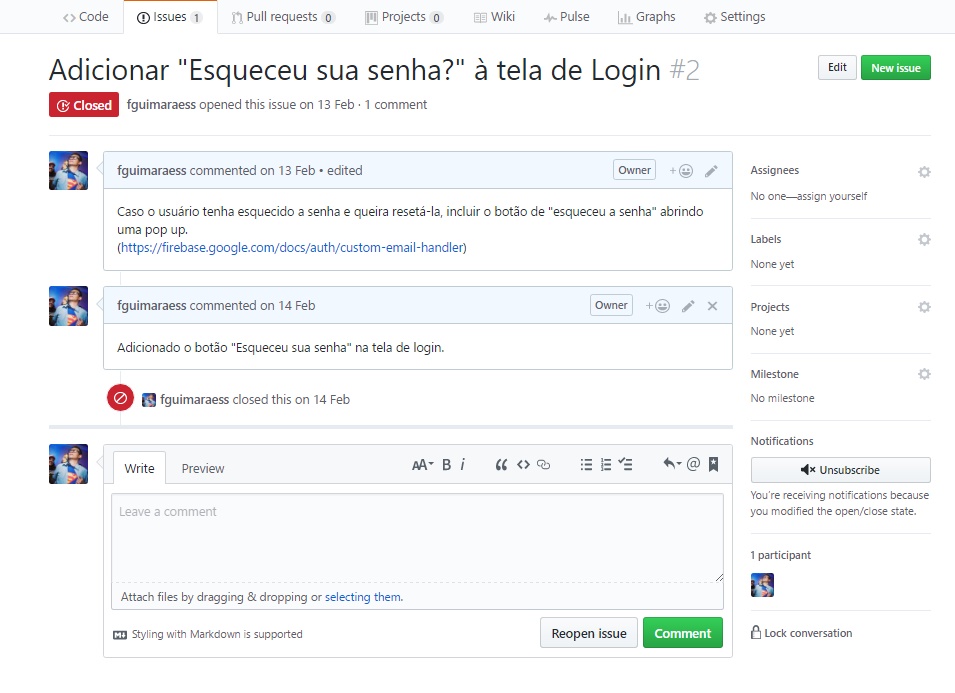 Code Issues 1 Pull requests 0 Projects 0 Wiki Pulse Graphs Settings
Adicionar "Esqueceu sua senha?" à tela de Login #2
Edit New issue
Closed fguimaraess opened this issue on 13 Feb · 1 comment
fguimaraess commented on 13 Feb • edited Owner
Caso o usuário tenha esquecido a senha e queira resetá-la, incluir o botão de "esqueceu a senha" abrindo
uma pop up.
(https://firebase.google.com/docs/auth/custom-email-handler)
fguimaraess commented on 14 Feb Owner
Adicionado o botão "Esqueceu sua senha" na tela de login.
fguimaraess closed this on 14 Feb
Write Preview AA B i
Leave a comment
Attach files by dragging & dropping or selecting them.
Styling with Markdown is supported
Reopen issue Comment
Assignees
No one—assign yourself
Labels
None yet
Projects
None yet
Milestone
No milestone
Notifications
Unsubscribe
You're receiving notifications because
you modified the open/close state.
1 participant
Lock conversation